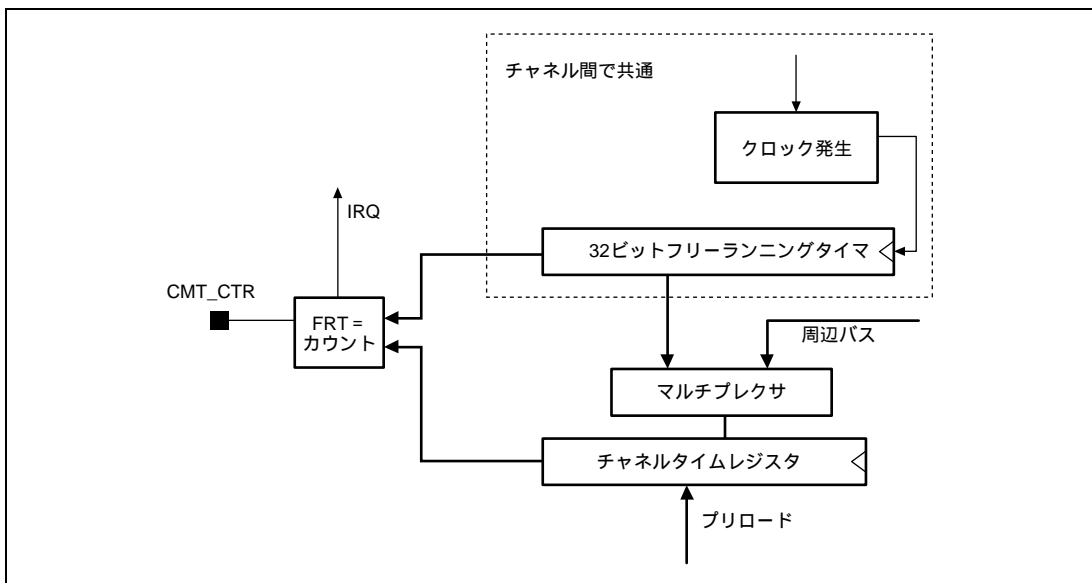 チャネル間で共通
クロック発生
IRQ
32ビットフリーランニングタイマ
CMT_CTR
FRT =
カウント
周辺バス
マルチプレクサ
チャネルタイムレジスタ
プリロード